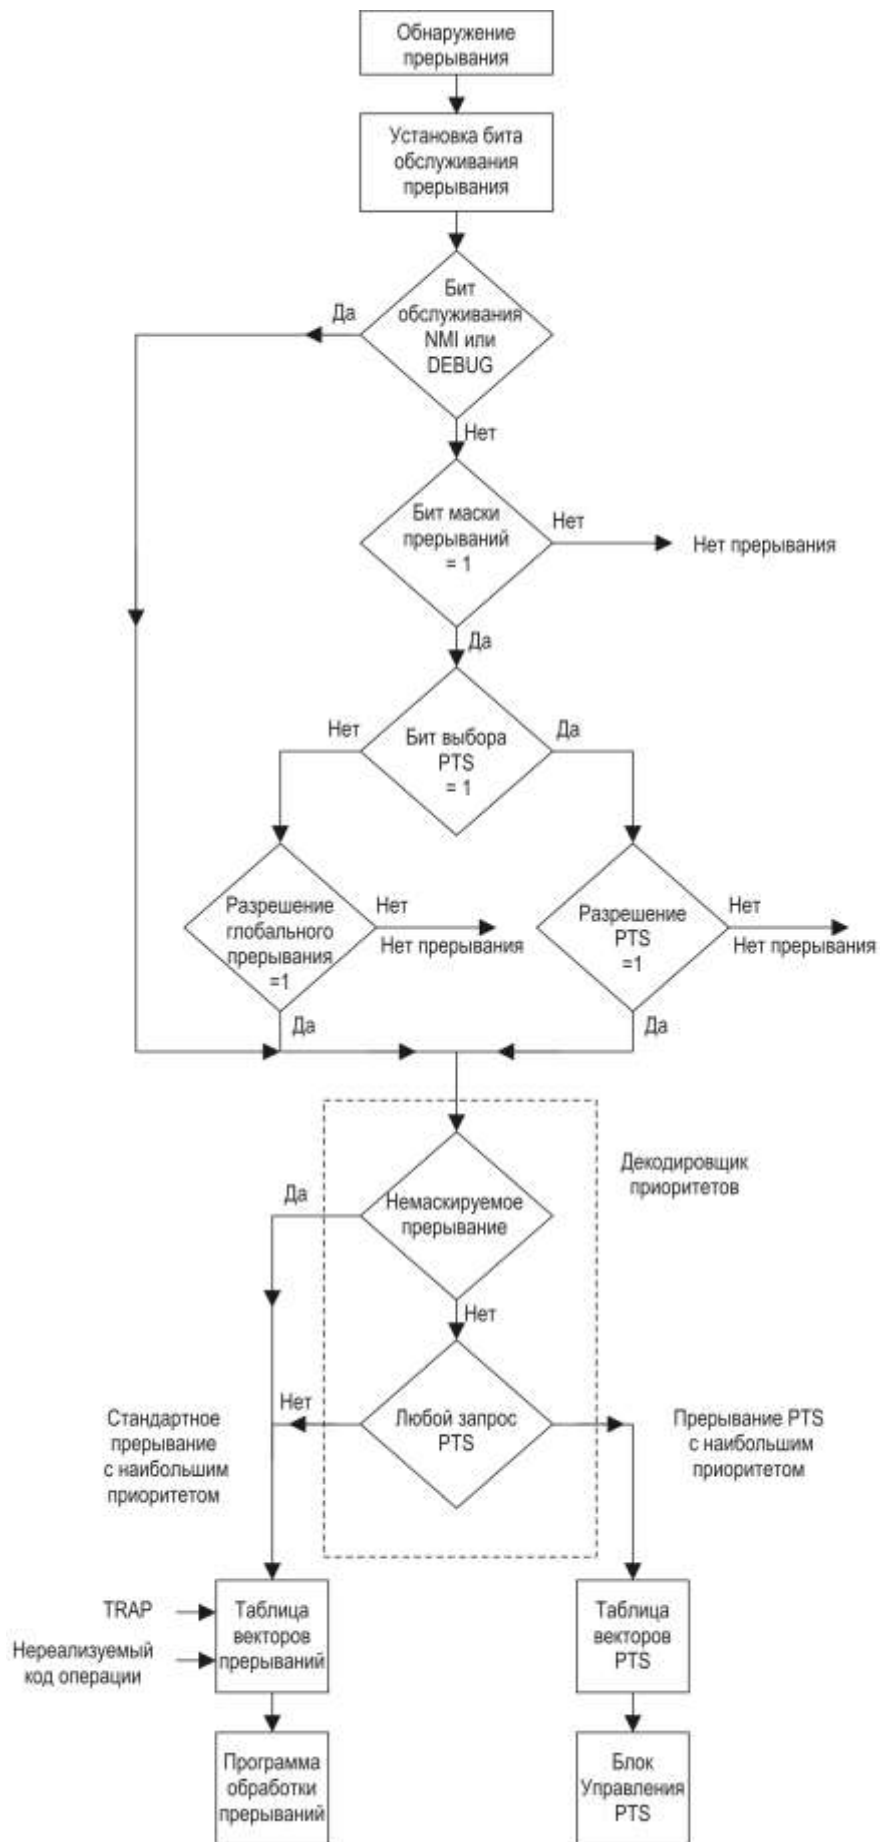 Обнаружение
прерывания
Установка бита
обслуживания
прерывания
Бит
обслуживания
NMI или
DEBUG
Да
Нет
Бит маски
прерываний
= 1
Нет
Нет прерывания
Да
Бит выбора
PTS
= 1
Нет
Да
Разрешение
глобального
прерывания
=1
Нет
Нет прерывания
Да
Разрешение
PTS
=1
Нет
Нет прерывания
Да
Декодировщик
приоритетов
Немаскируемое
прерывание
Да
Нет
Любой запрос
PTS
Нет
Стандартное
прерывание
с наибольшим
приоритетом
Прерывание PTS
с наибольшим
приоритетом
TRAP
Нереализуемый
код операции
Таблица
векторов
прерываний
Таблица
векторов
PTS
Программа
обработки
прерываний
Блок
Управления
PTS